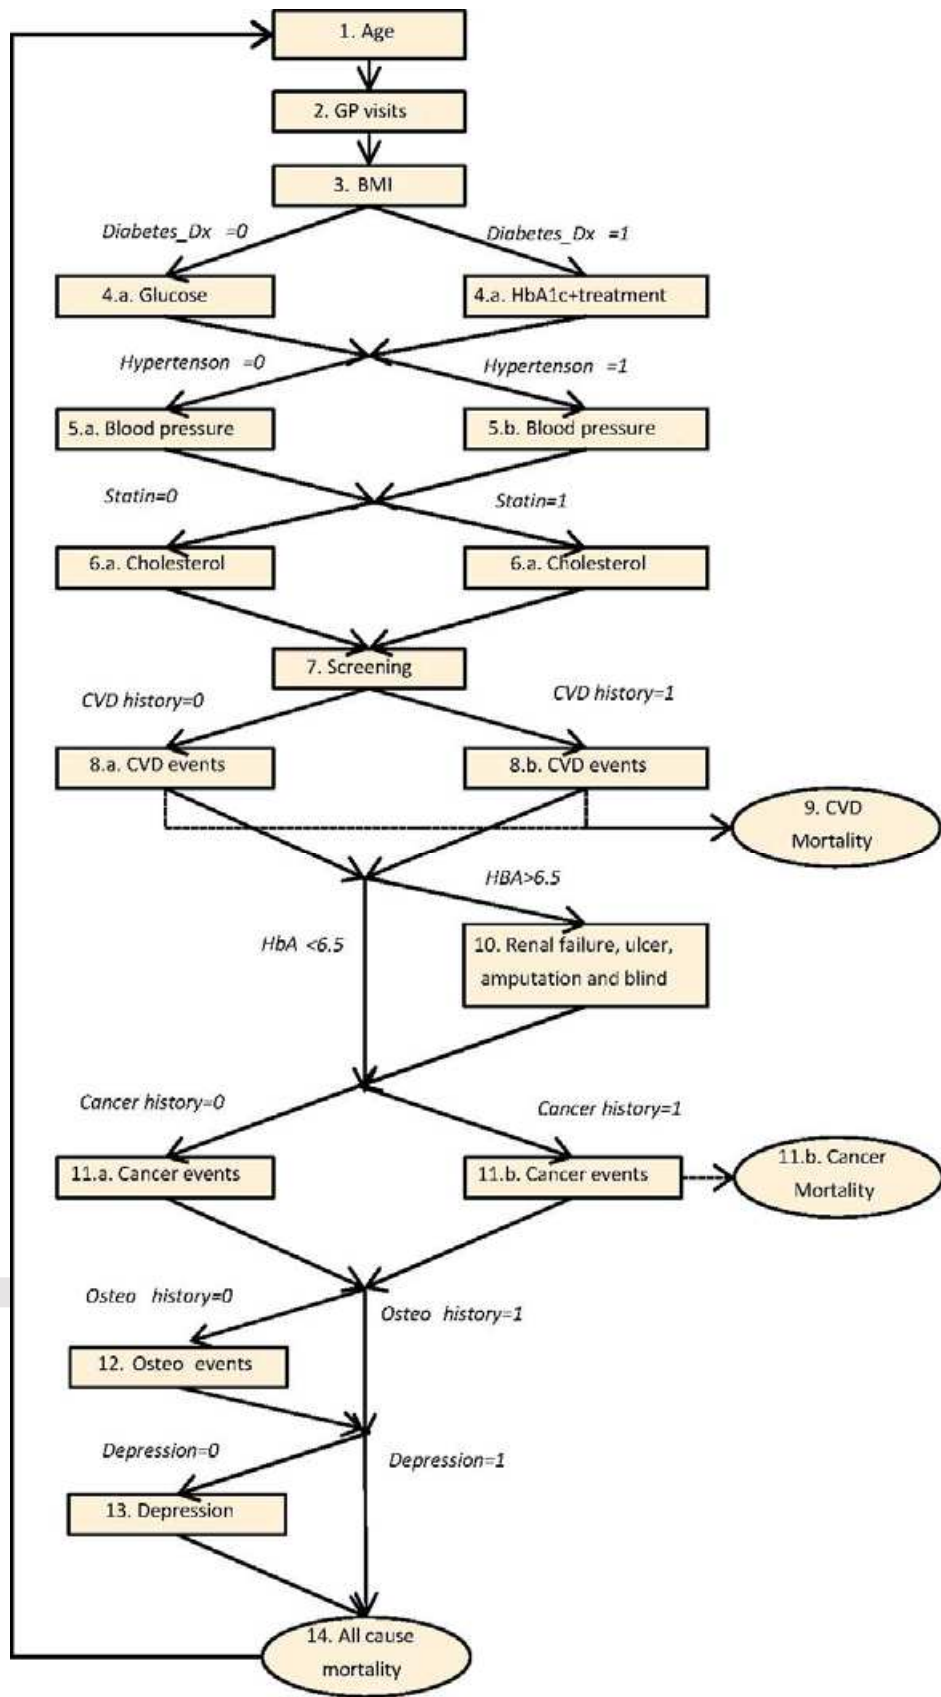 1. Age
2. GP visits
3. BMI
Diabetes_Dx =0
Diabetes_Dx =1
4.a. Glucose
4.a. HbA1c+treatment
Hypertenson =0
Hypertenson =1
5.a. Blood pressure
5.b. Blood pressure
Statin=0
Statin=1
6.a. Cholesterol
6.a. Cholesterol
7. Screening
CVD history=0
CVD history=1
8.a. CVD events
8.b. CVD events
9. CVD
Mortality
HBA>6.5
HbA <6.5
10. Renal failure, ulcer,
amputation and blind
Cancer history=0
Cancer history=1
11.a. Cancer events
11.b. Cancer events
11.b. Cancer
Mortality
Osteo history=0
Osteo history=1
12. Osteo events
Depression=0
Depression=1
13. Depression
14. All cause
mortality